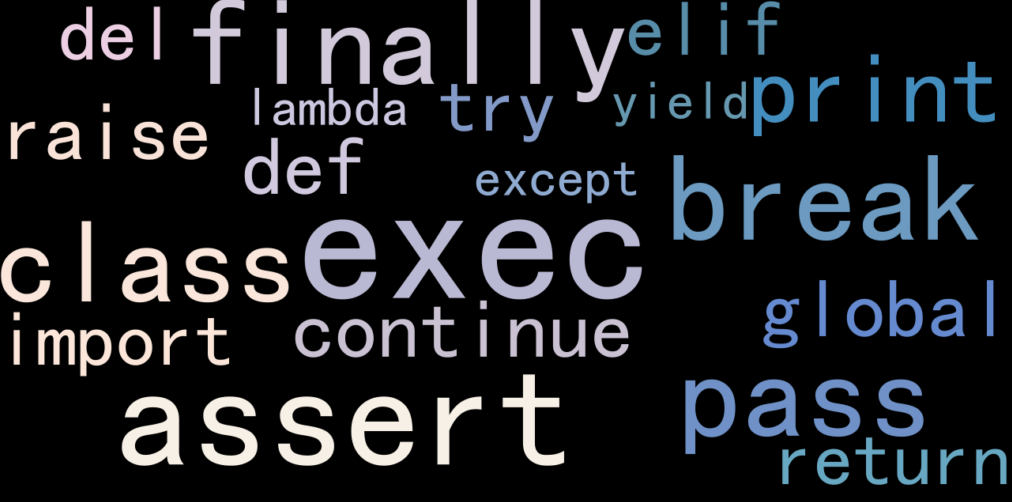 del
finally
elif
print
lambda
try
yield
raise
def
except
break
class
exec
global
import
continue
assert
pass
return